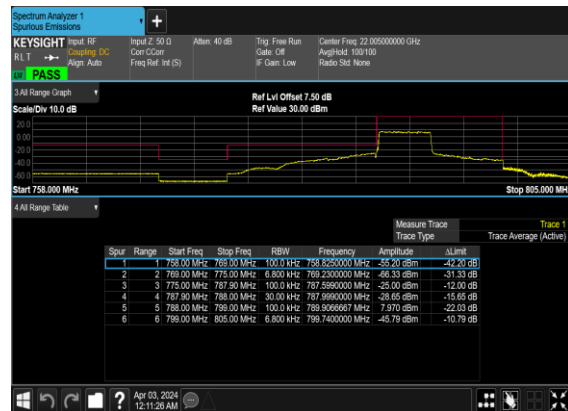 Spectrum Analyzer 1
Spurious Emissions
+
KEYSIGHT Input: RF Input Z: 50 Ω Atten: 40 dB Trig: Free Run Center Freq: 22.005000000 GHz
RLT Coupling: DC Corr CCorr Gate: Off Avg|Hold: 100/100
Align: Auto Freq Ref: Int (S) IF Gain: Low Radio Std: None
LW PASS
3 All Range Graph
Ref Lvl Offset 7.50 dB
Scale/Div 10.0 dB Ref Value 30.00 dBm
20.0
0.00
-20.0
-40.0
-60.0
Start 758.000 MHz Stop 805.000 MH
4 All Range Table
Measure Trace Trace 1
Trace Type Trace Average (Active)
Spur Range Start Freq Stop Freq RBW Frequency Amplitude ΔLimit
1 1 758.00 MHz 769.00 MHz 100.0 kHz 758.8250000 MHz -55.20 dBm -42.20 dB
2 2 769.00 MHz 775.00 MHz 6.800 kHz 769.2300000 MHz -66.33 dBm -31.33 dB
3 3 775.00 MHz 787.90 MHz 100.0 kHz 787.5990000 MHz -25.00 dBm -12.00 dB
4 4 787.90 MHz 788.00 MHz 30.00 kHz 787.9990000 MHz -28.65 dBm -15.65 dB
5 5 788.00 MHz 799.00 MHz 100.0 kHz 789.9066667 MHz 7.970 dBm -22.03 dB
6 6 799.00 MHz 805.00 MHz 6.800 kHz 799.7400000 MHz -45.79 dBm -10.79 dB
? Apr 03, 2024
12:11:26 AM